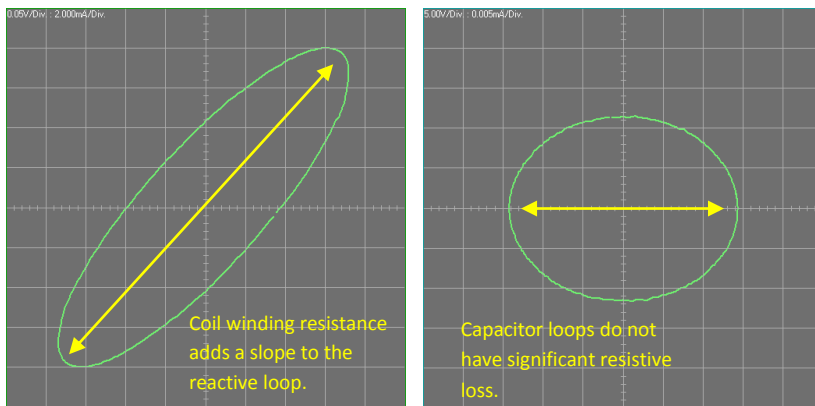 0.05V/Div. : 2.000mA/Div.
Coil winding resistance
adds a slope to the
reactive loop.
5.00V/Div. : 0.005mA/Div.
Capacitor loops do not
have significant resistive
loss.